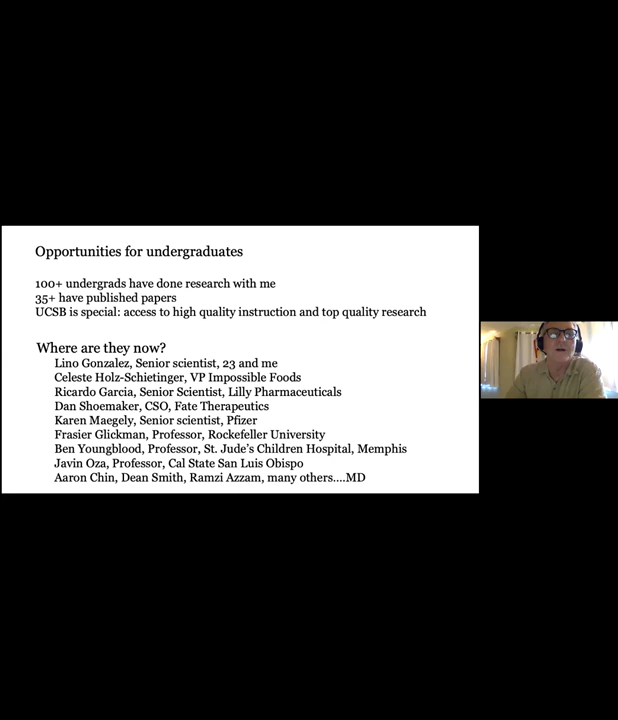 Opportunities for undergraduates
100+ undergrads have done research with me
35+ have published papers
UCSB is special: access to high quality instruction and top quality research
Where are they now?
Lino Gonzalez, Senior scientist, 23 and me
Celeste Holz-Schietinger, VP Impossible Foods
Ricardo Garcia, Senior Scientist, Lilly Pharmaceuticals
Dan Shoemaker, CSO, Fate Therapeutics
Karen Maegely, Senior scientist, Pfizer
Frasier Glickman, Professor, Rockefeller University
Ben Youngblood, Professor, St. Jude's Children Hospital, Memphis
Javin Oza, Professor, Cal State San Luis Obispo
Aaron Chin, Dean Smith, Ramzi Azzam, many others....MD